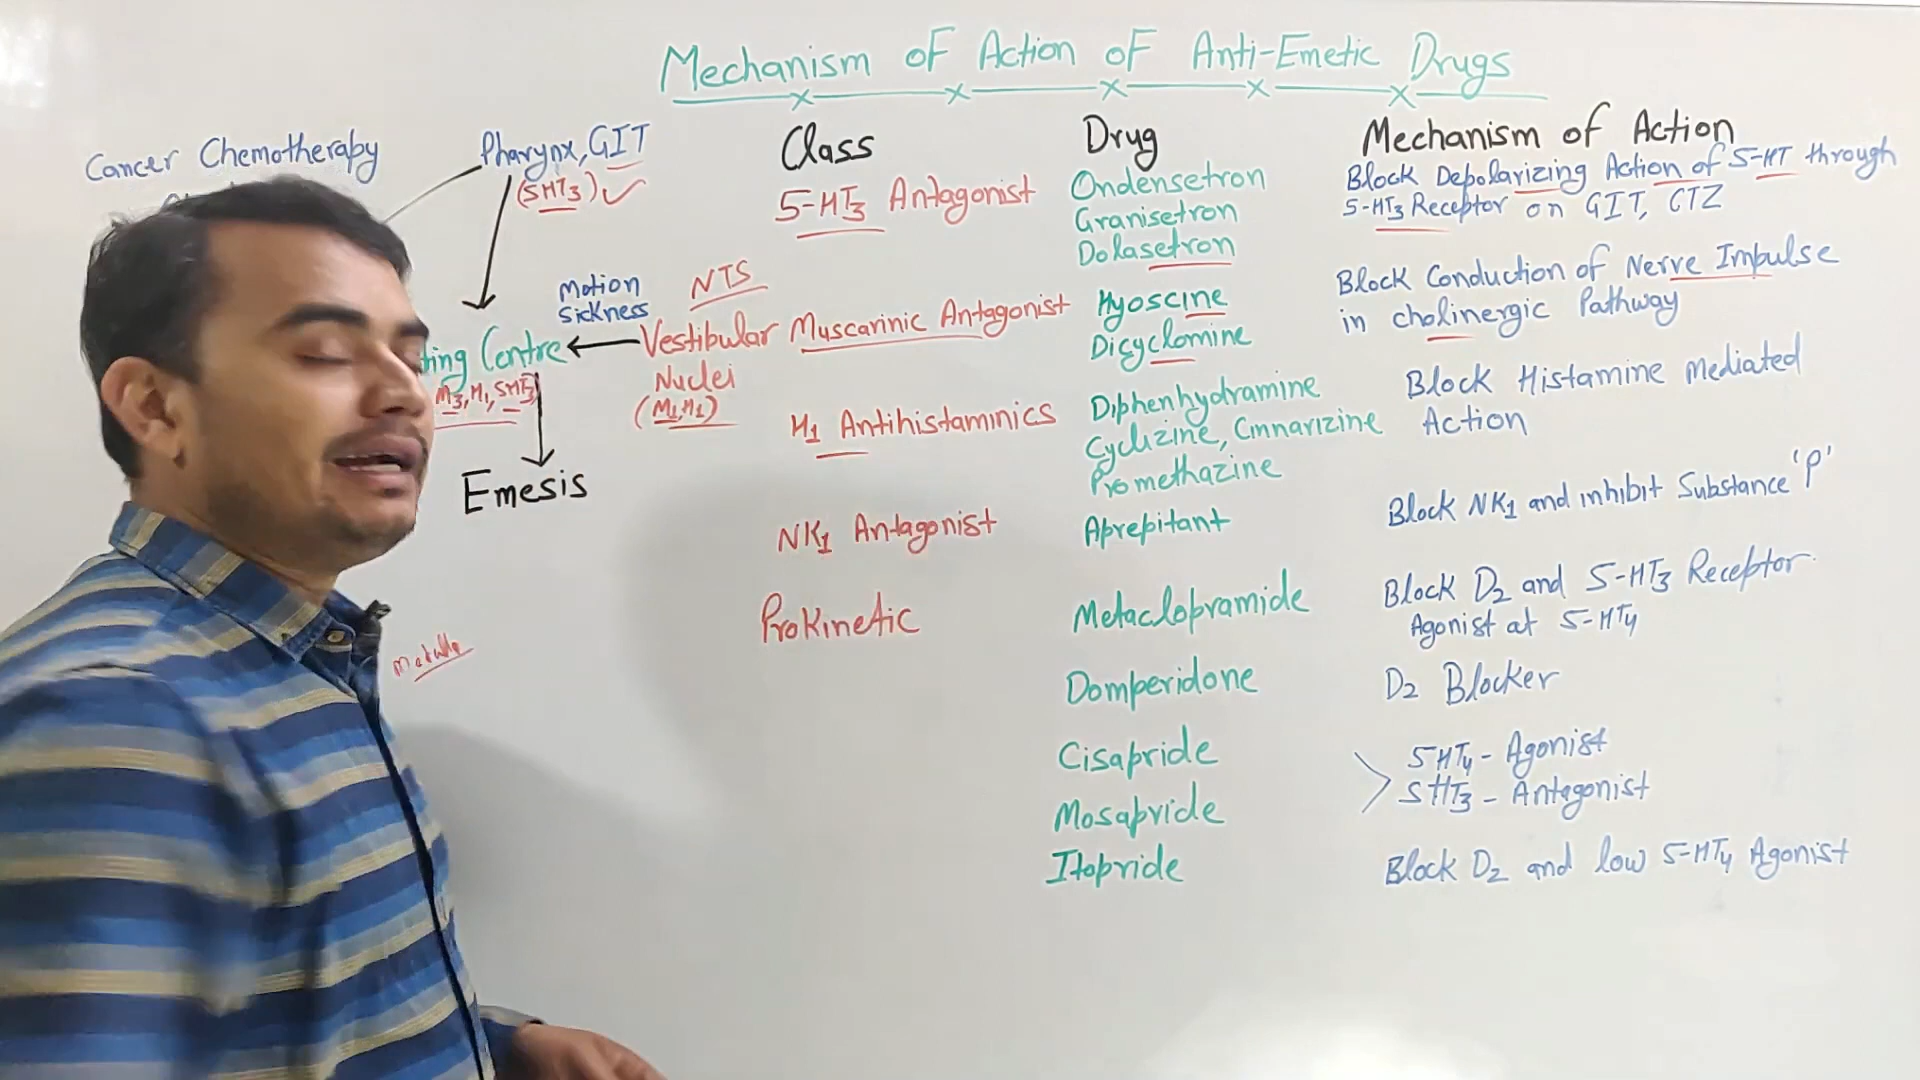 Mechanism of Action of Anti-Emetic Drugs
Cancer Chemotherapy
Pharynx, GIT
(5HT3) ✓
Motion
Sickness
NTS
Vestibular
Nuclei
(M1,H1)
ting Centre
M3, H1, 5HT3
Emesis
Class
Drug
Mechanism of Action
5-HT3 Antagonist
Ondensetron
Granisetron
Dolasetron
Block Depolarizing Action of 5-HT through
5-HT3 Receptor on GIT, CTZ
Muscarinic Antagonist
Hyoscine
Dicyclomine
Block Conduction of Nerve Impulse
in cholinergic Pathway
H1 Antihistaminics
Diphenhydramine
Cyclizine, Cinnarizine
Promethazine
Block Histamine mediated
Action
NK1 Antagonist
Aprepitant
Block NK1 and inhibit Substance 'P'
Prokinetic
Metaclopramide
Block D2 and 5-HT3 Receptor
Agonist at 5-HT4
Domperidone
D2 Blocker
Cisapride
Mosapride
5HT4 - Agonist
5HT3 - Antagonist
Itopride
Block D2 and low 5-HT4 Agonist